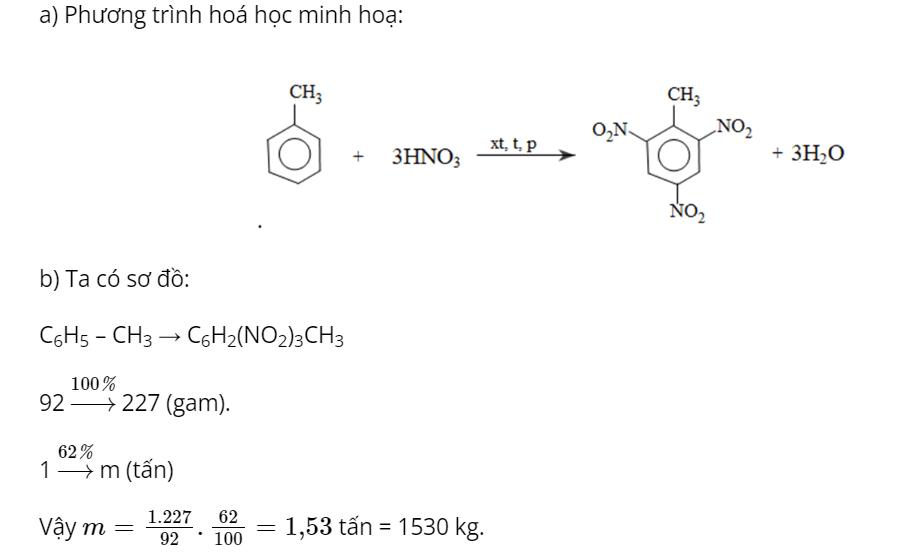 a) Phương trình hoá học minh hoạ:
CH₃ + 3HNO₃ xt, t, p → CH₃ O₂N NO₂ NO₂ + 3H₂O
.
b) Ta có sơ đồ:
C₆H₅ – CH₃ → C₆H₂(NO₂)₃CH₃
92 100% → 227 (gam).
1 62% → m (tấn)
Vậy m = 1.227/92 . 62/100 = 1,53 tấn = 1530 kg.